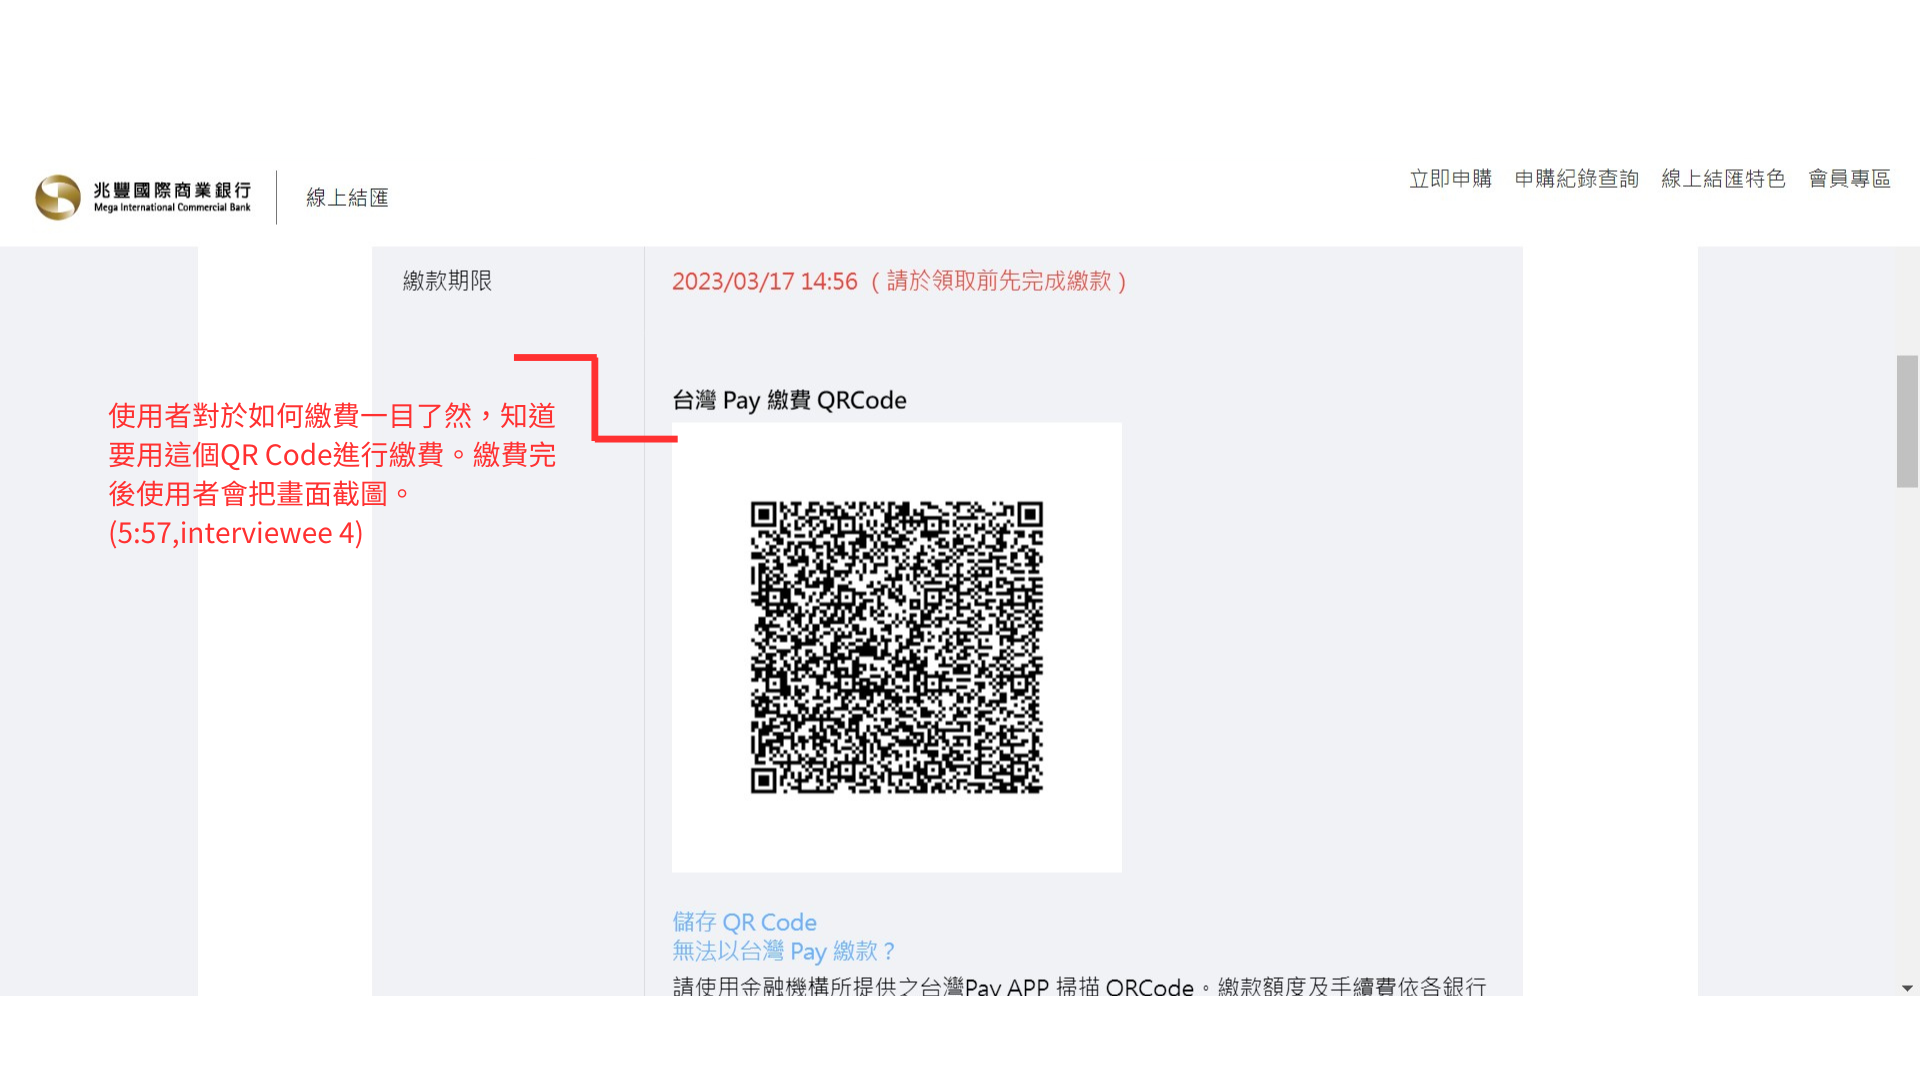 兆豐國際商業銀行
Mega International Commercial Bank
線上結匯
立即申購 申購紀錄查詢 線上結匯特色 會員專區
繳款期限
2023/03/17 14:56（請於領取前先完成繳款）
使用者對於如何繳費一目了然，知道
要用這個QR Code進行繳費。繳費完
後使用者會把畫面截圖。
(5:57,interviewee 4)
台灣 Pay 繳費 QRCode
儲存 QR Code
無法以台灣 Pay 繳款？
請使用金融機構所提供之台灣Pay APP 掃描 QRCode。繳款額度及手續費依各銀行